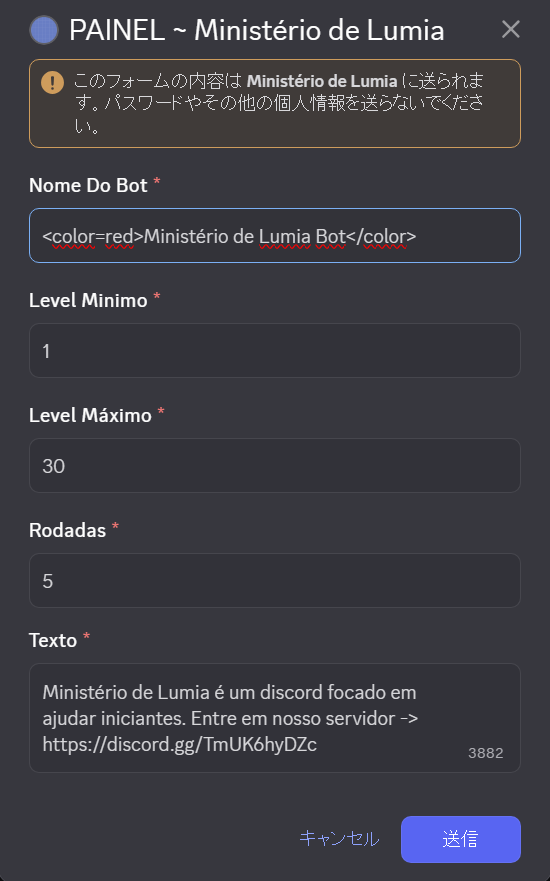 PAINEL ~ Ministério de Lumia
このフォームの内容は Ministério de Lumia に送られま
す。パスワードやその他の個人情報を送らないでくださ
い。
Nome Do Bot *
<color=red>Ministério de Lumia Bot</color>
Level Minimo *
1
Level Máximo *
30
Rodadas *
5
Texto *
Ministério de Lumia é um discord focado em
ajudar iniciantes. Entre em nosso servidor ->
https://discord.gg/TmUK6hyDZc
3882
キャンセル
送信